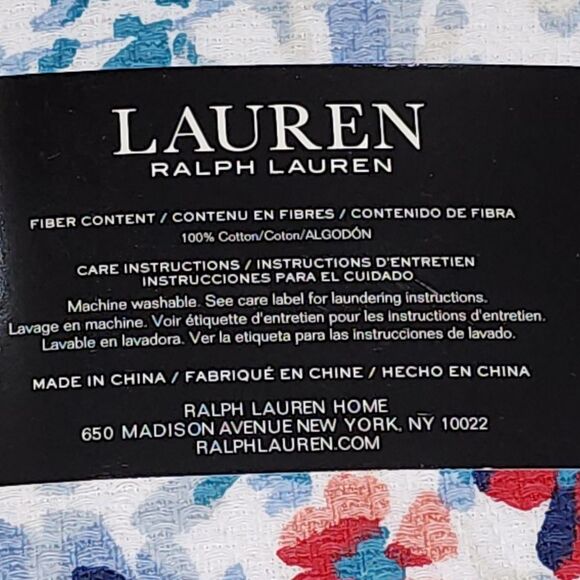 LAUREN
RALPH LAUREN
FIBER CONTENT / CONTENU EN FIBRES / CONTENIDO DE FIBRA
100% Cotton/Coton/ALGODÓN
CARE INSTRUCTIONS / INSTRUCTIONS D'ENTRETIEN
INSTRUCCIONES PARA EL CUIDADO
Machine washable. See care label for laundering instructions.
Lavage en machine. Voir étiquette d'entretien pour les instructions d'entretien.
Lavable en lavadora. Ver la etiqueta para las instrucciones de lavado.
MADE IN CHINA / FABRIQUÉ EN CHINE / HECHO EN CHINA
RALPH LAUREN HOME
650 MADISON AVENUE NEW YORK, NY 10022
RALPHLAUREN.COM